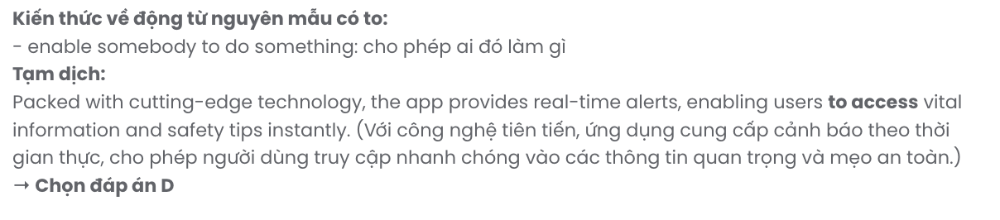 Kiến thức về động từ nguyên mẫu có to:
- enable somebody to do something: cho phép ai đó làm gì
Tạm dịch:
Packed with cutting-edge technology, the app provides real-time alerts, enabling users to access vital
information and safety tips instantly. (Với công nghệ tiên tiến, ứng dụng cung cấp cảnh báo theo thời
gian thực, cho phép người dùng truy cập nhanh chóng vào các thông tin quan trọng và mẹo an toàn.)
→ Chọn đáp án D